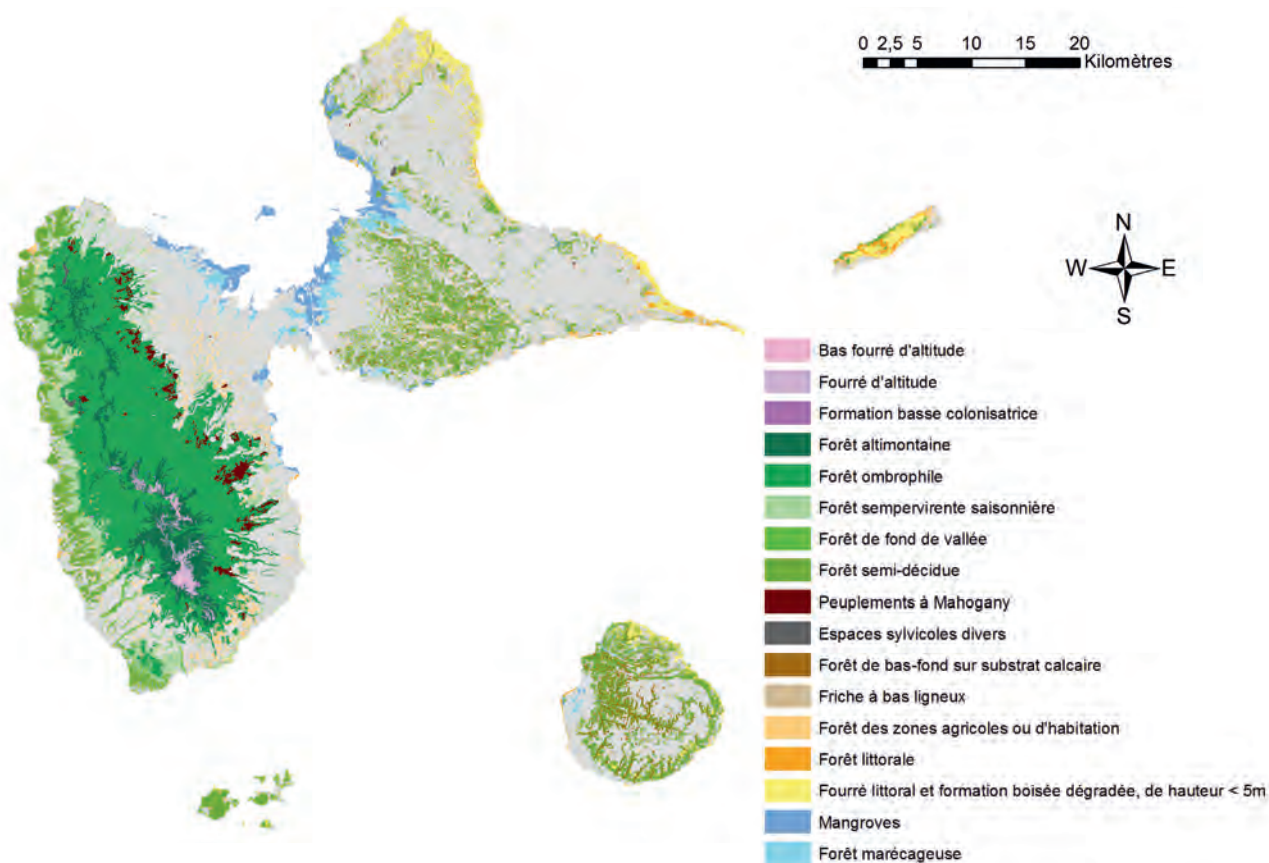 0 2,5 5 10 15 20
Kilomètres
N
W E
S
Bas fourré d'altitude
Fourré d'altitude
Formation basse colonisatrice
Forêt altimontaine
Forêt ombrophile
Forêt sempervirente saisonnière
Forêt de fond de vallée
Forêt semi-décidue
Peuplements à Mahogany
Espaces sylvicoles divers
Forêt de bas-fond sur substrat calcaire
Friche à bas ligneux
Forêt des zones agricoles ou d'habitation
Forêt littorale
Fourré littoral et formation boisée dégradée, de hauteur < 5m
Mangroves
Forêt marécageuse